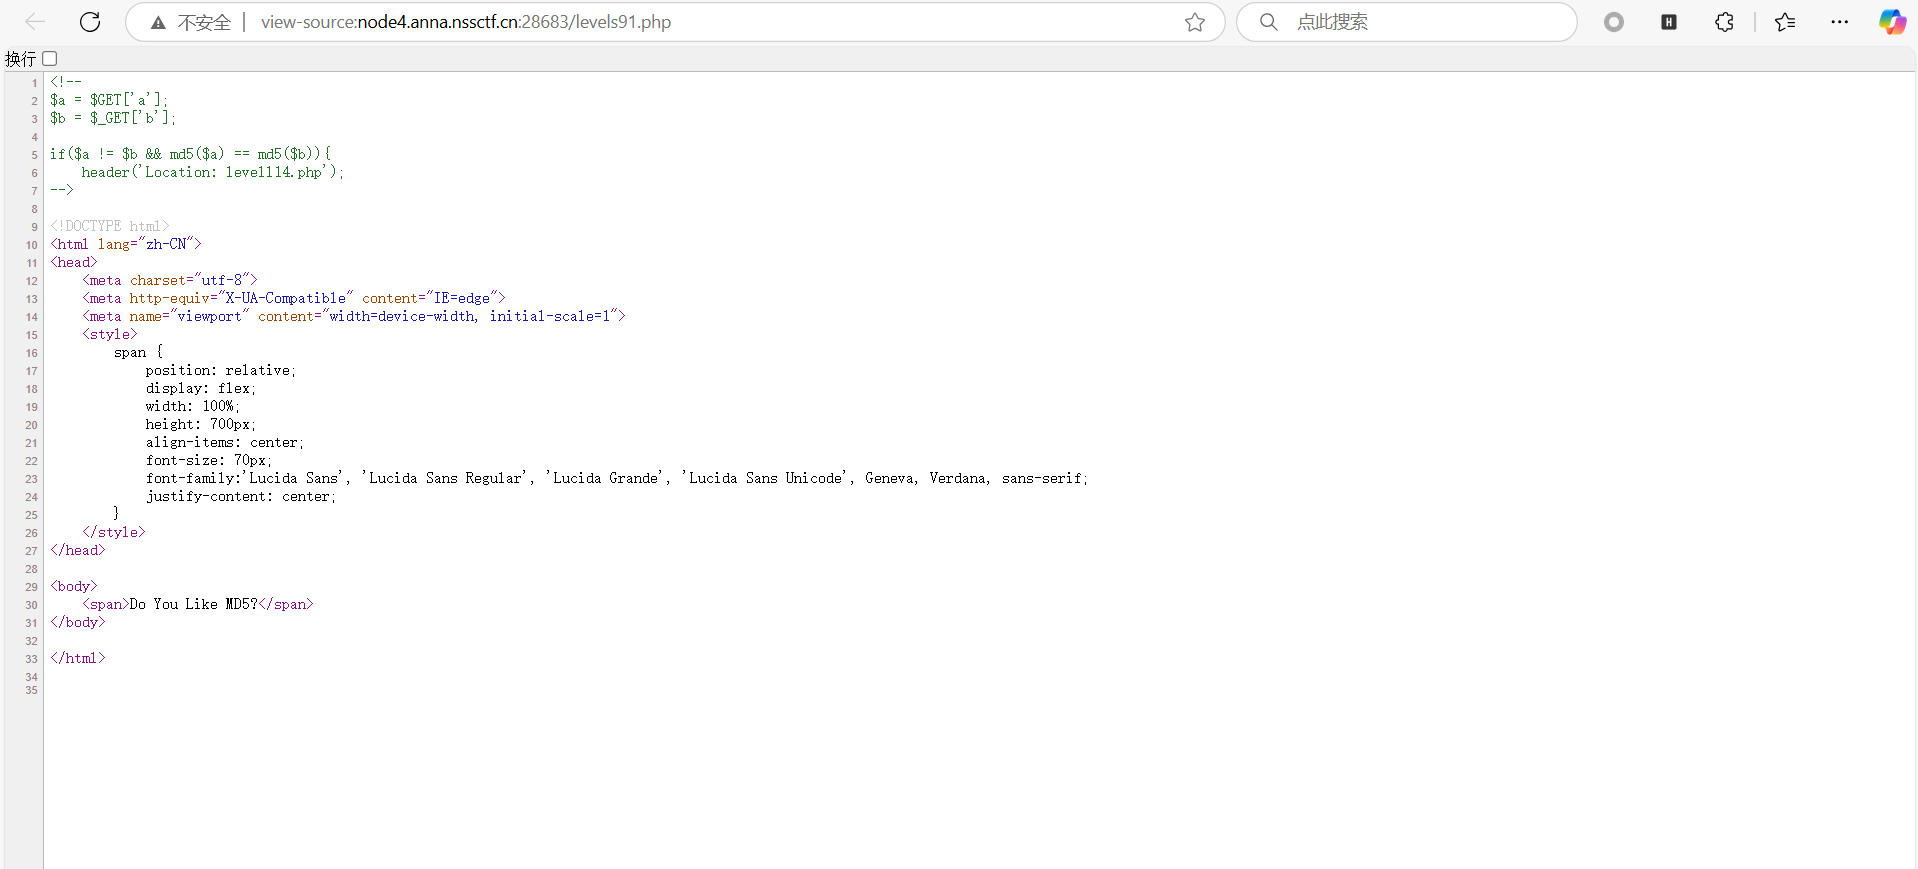 不安全 view-source:node4.anna.nssctf.cn:28683/levels91.php 点此搜索
换行
1 <!--
2 $a = $GET['a'];
3 $b = $_GET['b'];
4
5 if($a != $b && md5($a) == md5($b)){
6 header('Location: levell14.php');
7 -->
8
9 <!DOCTYPE html>
10 <html lang="zh-CN">
11 <head>
12 <meta charset="utf-8">
13 <meta http-equiv="X-UA-Compatible" content="IE=edge">
14 <meta name="viewport" content="width=device-width, initial-scale=1">
15 <style>
16 span {
17 position: relative;
18 display: flex;
19 width: 100%;
20 height: 700px;
21 align-items: center;
22 font-size: 70px;
23 font-family:'Lucida Sans', 'Lucida Sans Regular', 'Lucida Grande', 'Lucida Sans Unicode', Geneva, Verdana, sans-serif;
24 justify-content: center;
25 }
26 </style>
27 </head>
28
29 <body>
30 <span>Do You Like MD5?</span>
31 </body>
32
33 </html>
34
35